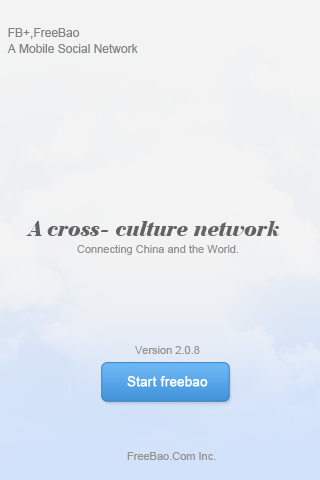 FB+,FreeBao
A Mobile Social Network
A cross- culture network
Connecting China and the World.
Version 2.0.8
Start freebao
FreeBao.Com Inc.